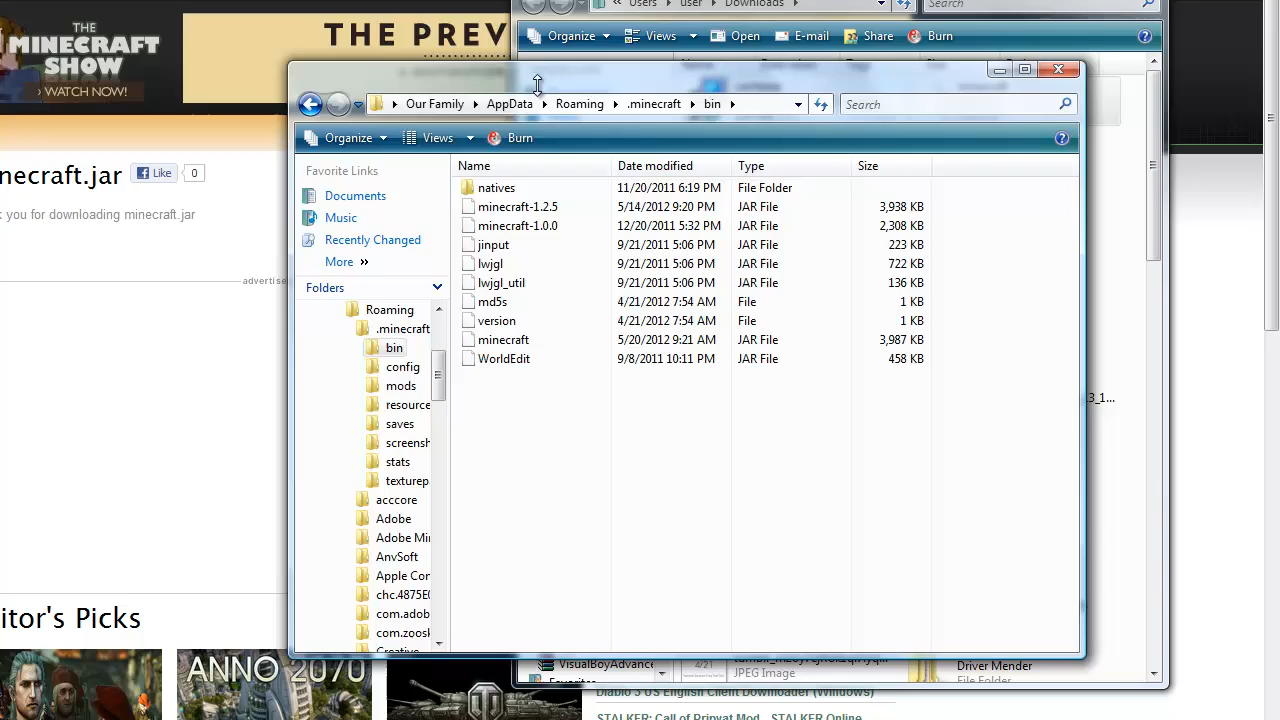 THE
MINECRAFT
SHOW
› WATCH NOW!
THE PREV
Users ▸ user ▸ Downloads
Search
Organize
Views
Open
E-mail
Share
Burn
Our Family
AppData
Roaming
.minecraft
bin
Search
Organize
Views
Burn
necraft.jar
Like
0
k you for downloading minecraft.jar
advertise
Favorite Links
Documents
Music
Recently Changed
More »
Folders
Roaming
.minecraft
bin
config
mods
resource
saves
screensh
stats
texturep
acccore
Adobe
Adobe Mi
AnvSoft
Apple Con
chc.4875E
com.adob
com.zoosk
Name Date modified Type Size
natives 11/20/2011 6:19 PM File Folder
minecraft-1.2.5 5/14/2012 9:20 PM JAR File 3,938 KB
minecraft-1.0.0 12/20/2011 5:32 PM JAR File 2,308 KB
jinput 9/21/2011 5:06 PM JAR File 223 KB
lwjgl 9/21/2011 5:06 PM JAR File 722 KB
lwjgl_util 9/21/2011 5:06 PM JAR File 136 KB
md5s 4/21/2012 7:54 AM File 1 KB
version 4/21/2012 7:54 AM File 1 KB
minecraft 5/20/2012 9:21 AM JAR File 3,987 KB
WorldEdit 9/8/2011 10:11 PM JAR File 458 KB
3_1...
itor's Picks
ANNO 2070
VisualBoyAdvance
4/21
JPEG Image
Driver Mender
File Folder
Diablo 3 US English Client Downloader (Windows)
STALKER: Call of Pripyat Mod - STALKER Online